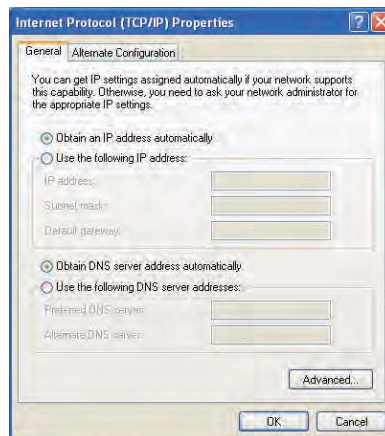 Internet Protocol (TCP/IP) Properties
General
Alternate Configuration
You can get IP settings assigned automatically if your network supports
this capability. Otherwise, you need to ask your network administrator for
the appropriate IP settings.
Obtain an IP address automatically
Use the following IP address:
IP address:
Subnet mask:
Default gateway:
Obtain DNS server address automatically
Use the following DNS server addresses:
Preferred DNS server:
Alternate DNS server:
Advanced...
OK
Cancel